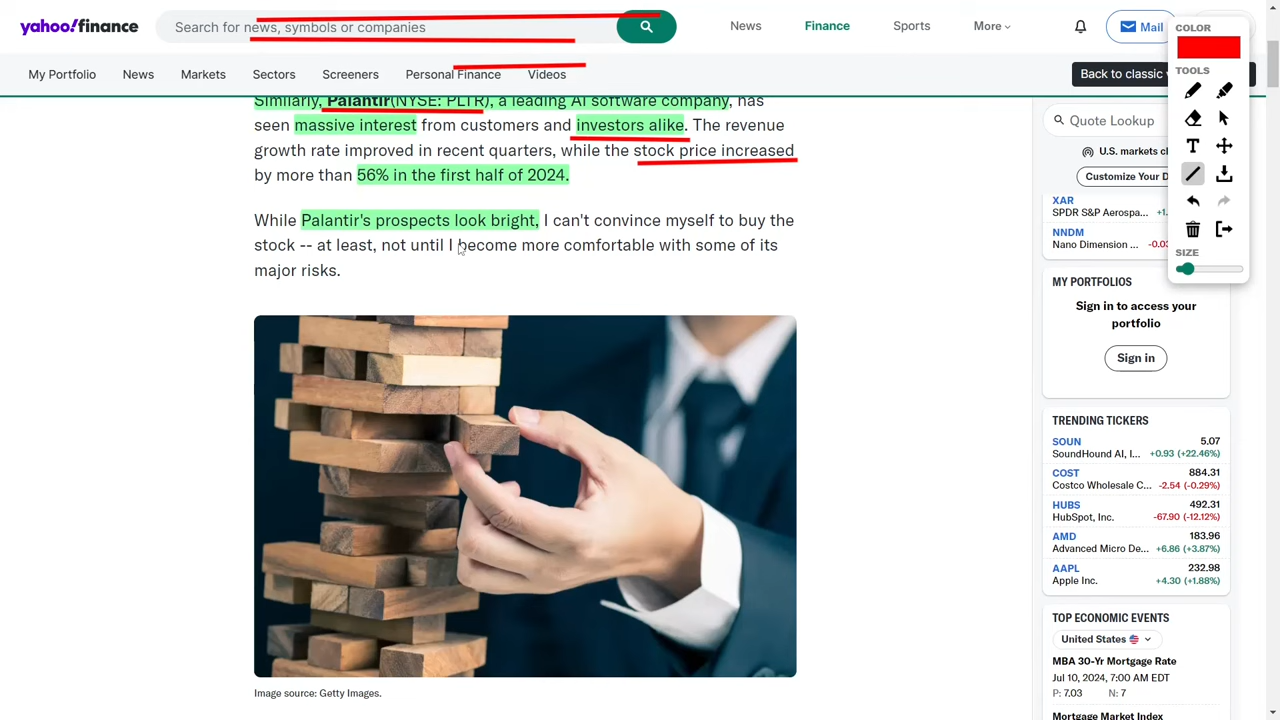 yahoo!finance
Search for news, symbols or companies
News
Finance
Sports
More
Mail
My Portfolio
News
Markets
Sectors
Screeners
Personal Finance
Videos
Back to classic
COLOR
TOOLS
SIZE
Similarly, Palantir(NYSE: PLTR), a leading AI software company, has
seen massive interest from customers and investors alike. The revenue
growth rate improved in recent quarters, while the stock price increased
by more than 56% in the first half of 2024.
While Palantir's prospects look bright, I can't convince myself to buy the
stock -- at least, not until I become more comfortable with some of its
major risks.
Image source: Getty Images.
Quote Lookup
U.S. markets cl
Customize Your D
XAR
SPDR S&P Aerospa... +1.
NNDM
Nano Dimension ... -0.03
MY PORTFOLIOS
Sign in to access your
portfolio
Sign in
TRENDING TICKERS
SOUN 5.07
SoundHound AI, I... +0.93 (+22.46%)
COST 884.31
Costco Wholesale C... -2.54 (-0.29%)
HUBS 492.31
HubSpot, Inc. -67.90 (-12.12%)
AMD 183.96
Advanced Micro De... +6.86 (+3.87%)
AAPL 232.98
Apple Inc. +4.30 (+1.88%)
TOP ECONOMIC EVENTS
United States
MBA 30-Yr Mortgage Rate
Jul 10, 2024, 7:00 AM EDT
P: 7.03 N: 7
Mortgage Market Index